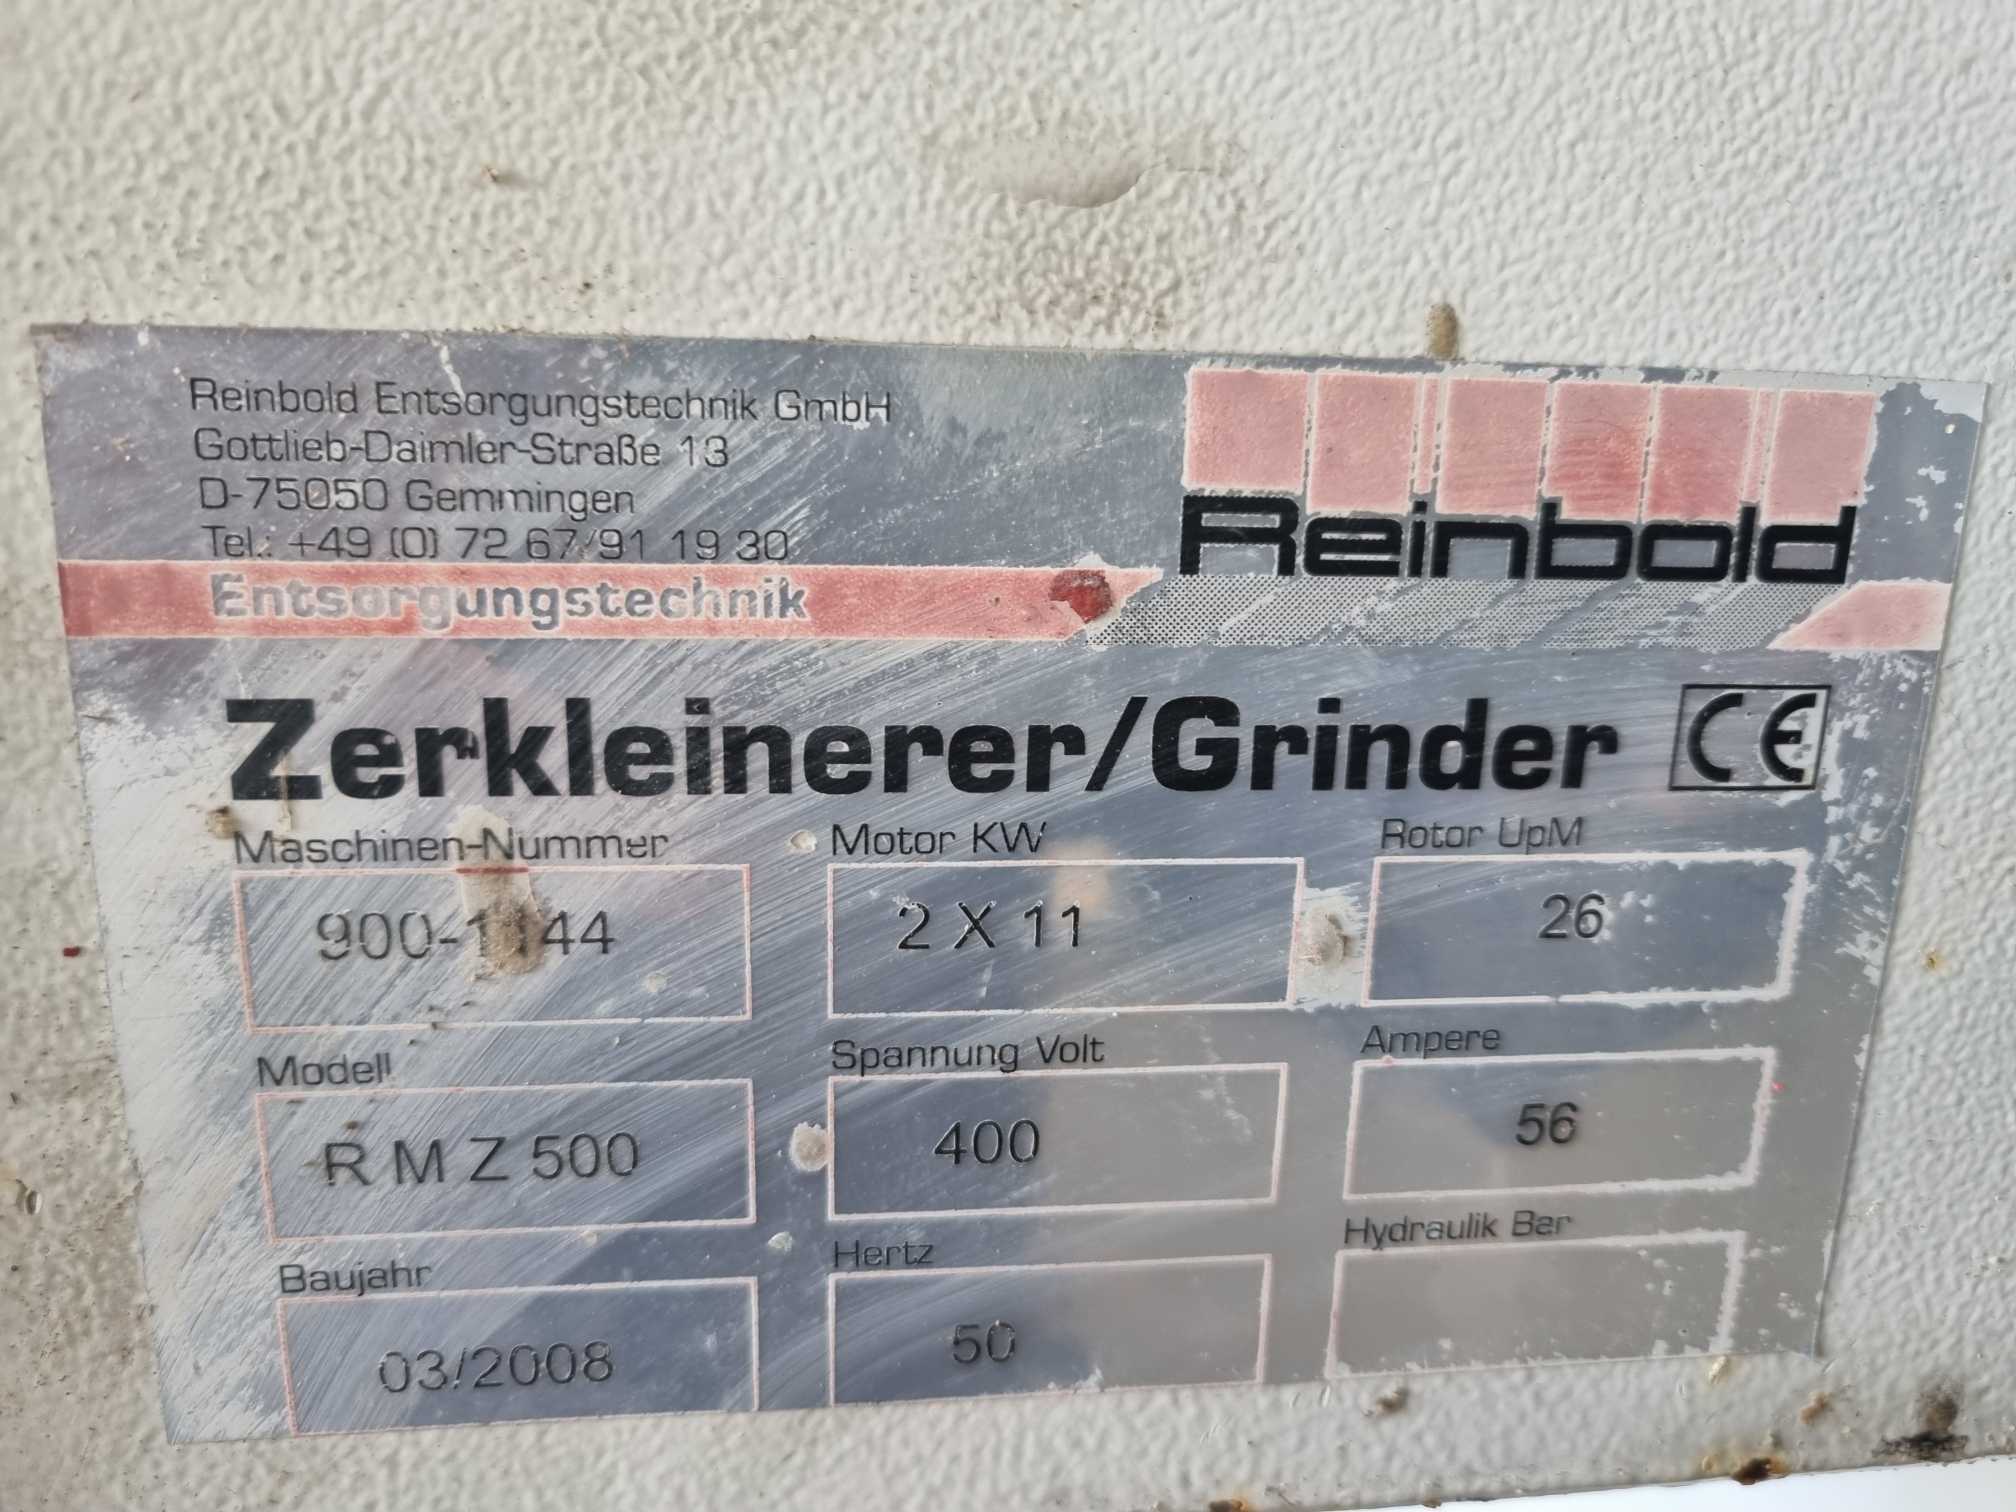 Reinbold Entsorgungstechnik GmbH
Gottlieb-Daimler-Straße 13
D-75050 Gemmingen
Tel.: +49 (0) 72 67/91 19 30
Reinbold
Entsorgungstechnik
Zerkleinerer/Grinder CE
Maschinen-Nummer Motor KW Rotor UpM
2 X 11 26
Modell Spannung Volt Ampere
R M Z 500 400 56
Baujahr Hertz Hydraulik Bar
03/2008 50